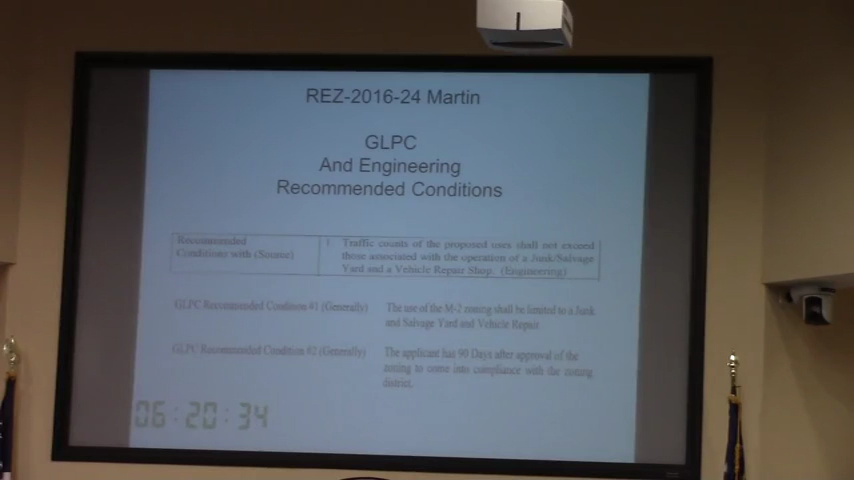 REZ-2016-24 Martin
GLPC
And Engineering
Recommended Conditions
Recommended
Conditions with (Source)
1. Traffic counts of the proposed uses shall not exceed
those associated with the operation of a Junk/Salvage
Yard and a Vehicle Repair Shop. (Engineering)
GLPC Recommended Condition #1 (Generally)
The use of the M-2 zoning shall be limited to a Junk
and Salvage Yard and Vehicle Repair.
GLPC Recommended Condition #2 (Generally)
The applicant has 90 Days after approval of the
zoning to come into compliance with the zoning
district.
06:20:34